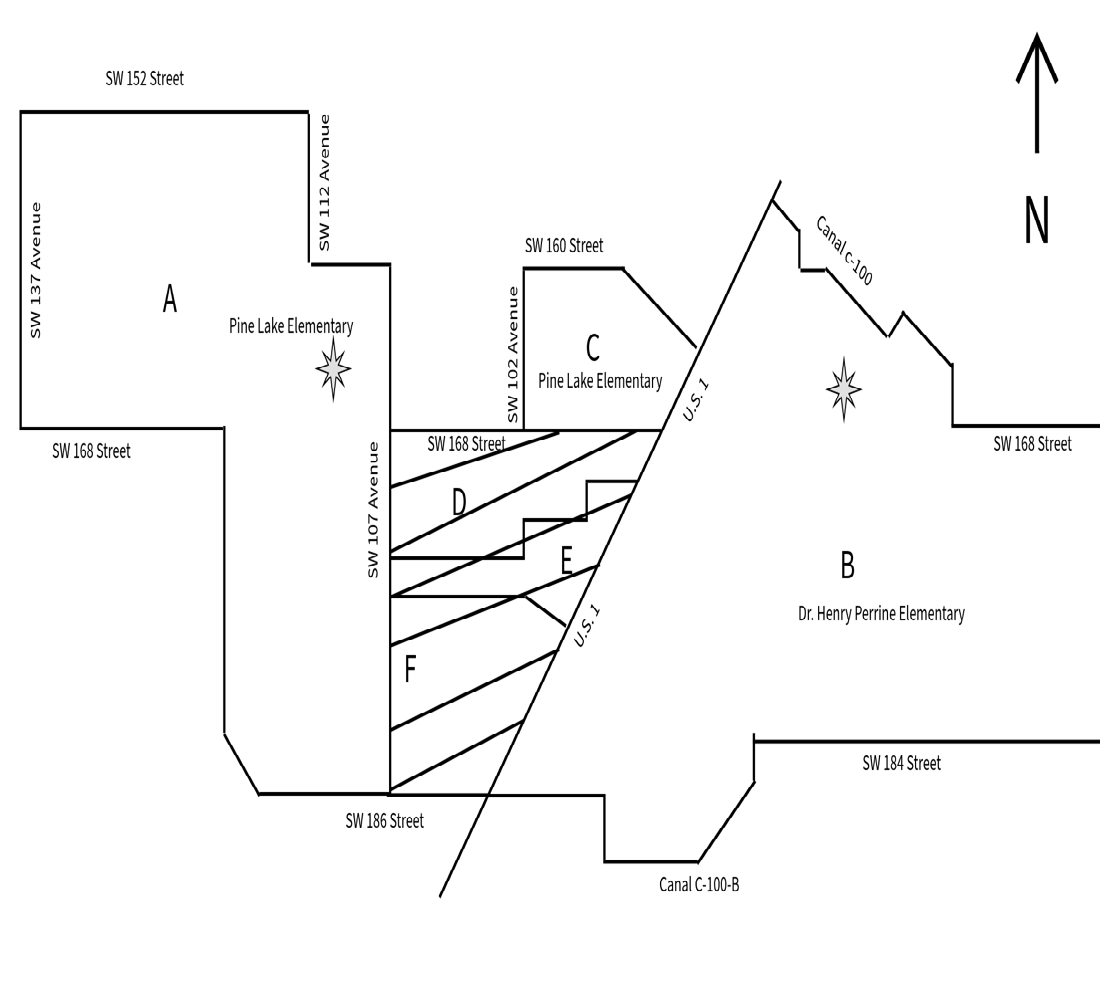 SW 152 Street
SW 112 Avenue
SW 137 Avenue
N
Canal c-100
SW 160 Street
A
Pine Lake Elementary
SW 102 Avenue
C
Pine Lake Elementary
U.S. 1
SW 168 Street
SW 168 Street
SW 168 Street
SW 107 Avenue
D
E
B
Dr. Henry Perrine Elementary
U.S. 1
F
SW 184 Street
SW 186 Street
Canal C-100-B